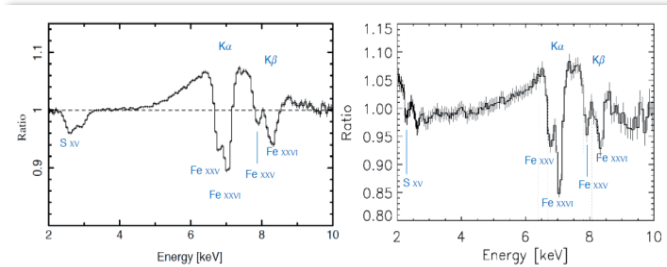 Kα
Kβ
1.1
1
0.9
Ratio
S XV
Fe XXV
Fe XXVI
Fe XXV
Fe XXVI
2
4
6
8
10
Energy [keV]
Kα
Kβ
1.15
1.10
1.05
1.00
0.95
0.90
0.85
0.80
Ratio
S XV
Fe XXV
Fe XXVI
Fe XXV
Fe XXVI
2
4
6
8
10
Energy [keV]